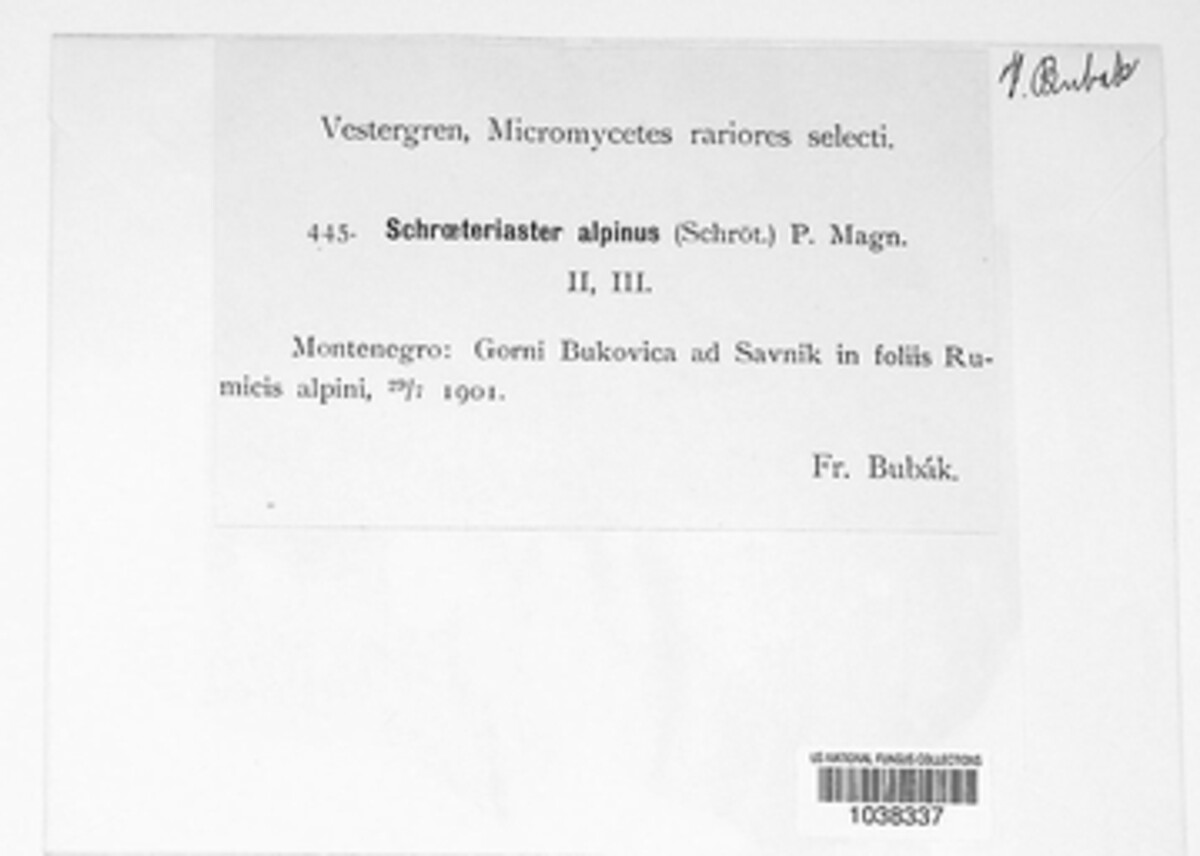 F. Bubák
Vestergren, Micromycetes rariores selecti.
445. Schrœteriaster alpinus (Schröt.) P. Magn.
II, III.
Montenegro: Gorni Bukovica ad Savnik in foliis Ru-
micis alpini, 29/7 1901.
Fr. Bubák.
US NATIONAL FUNGUS COLLECTIONS
1038337